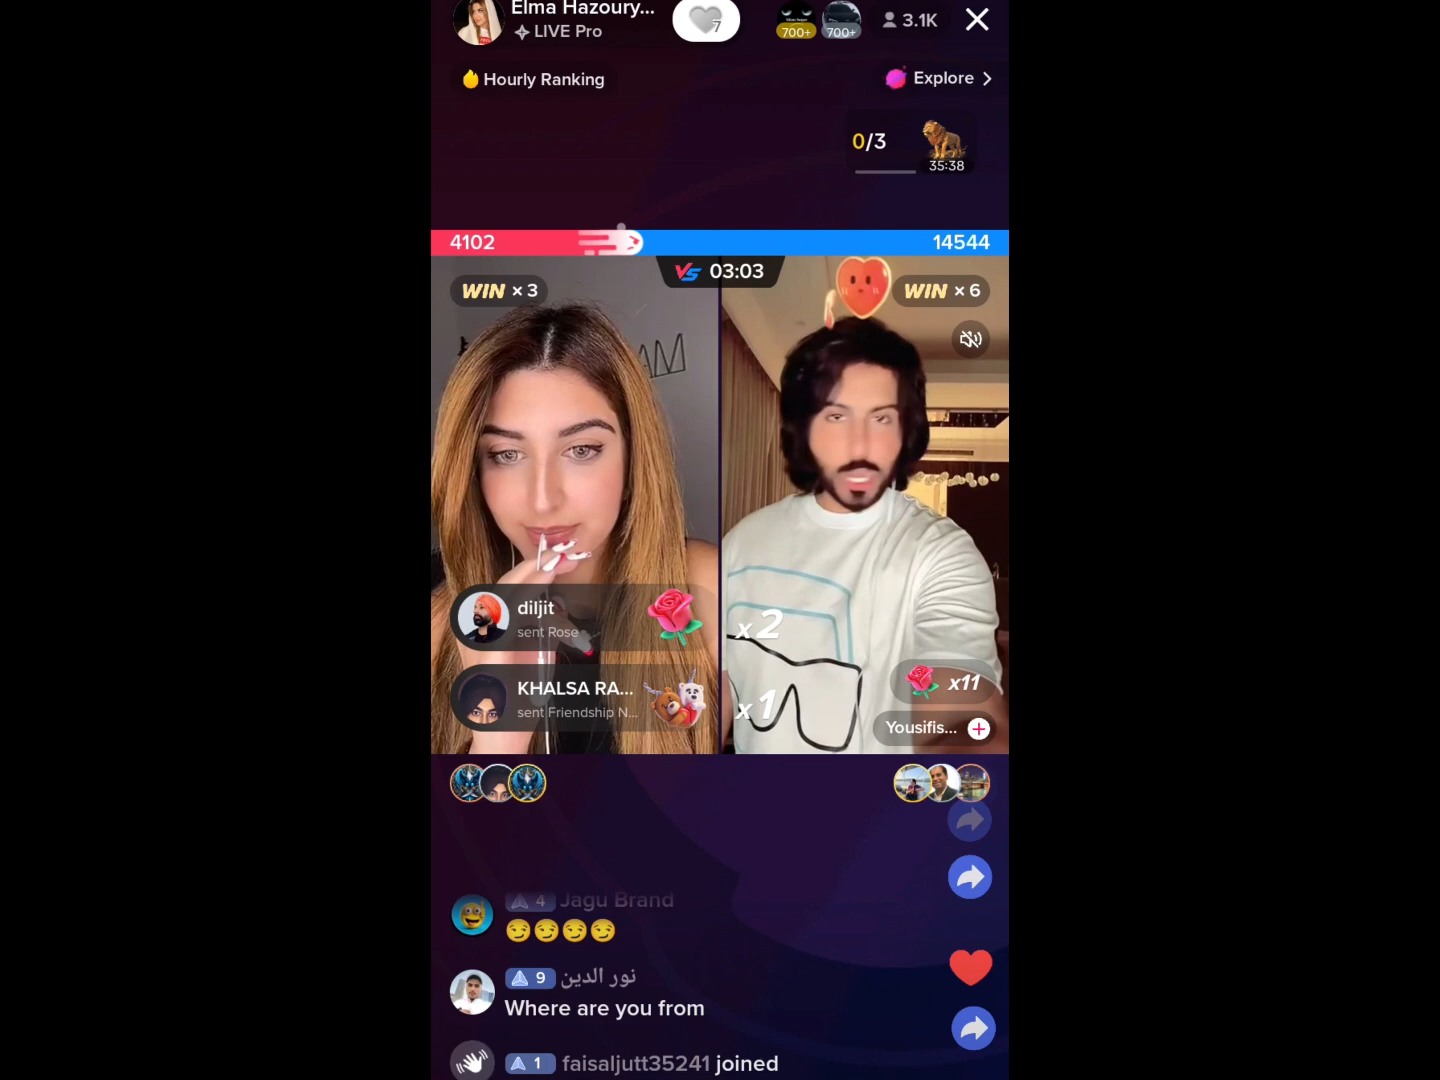 Elma Hazoury...
LIVE Pro
7
700+
700+
3.1K
Hourly Ranking
Explore
0/3
35:38
4102
14544
VS 03:03
WIN x 3
WIN x 6
AM
diljit
sent Rose
x2
KHALSA RA...
sent Friendship N...
x1
x11
Yousifis...
4 Jagu Brand
😏😏😏😏
9 نور الدين
Where are you from
1 faisaljutt35241 joined